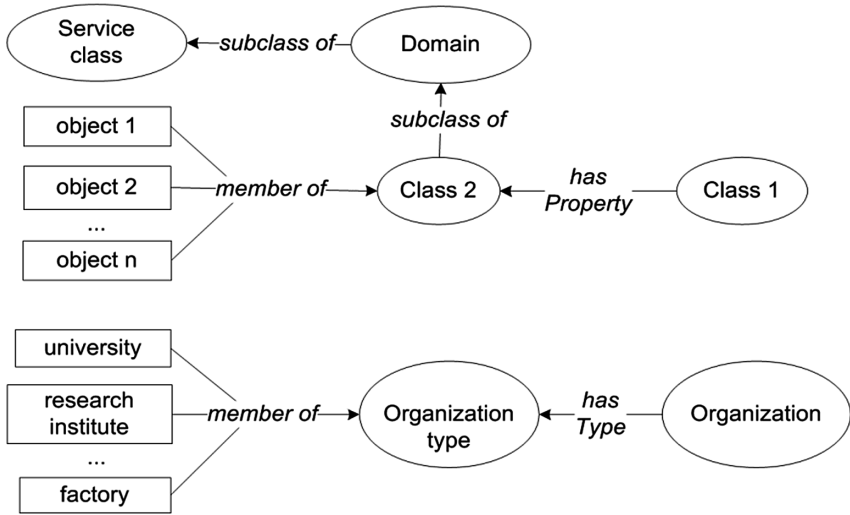 Service
class
subclass of
Domain
object 1
subclass of
object 2
member of
Class 2
has
Property
Class 1
...
object n
university
research
institute
member of
Organization
type
has
Type
Organization
...
factory